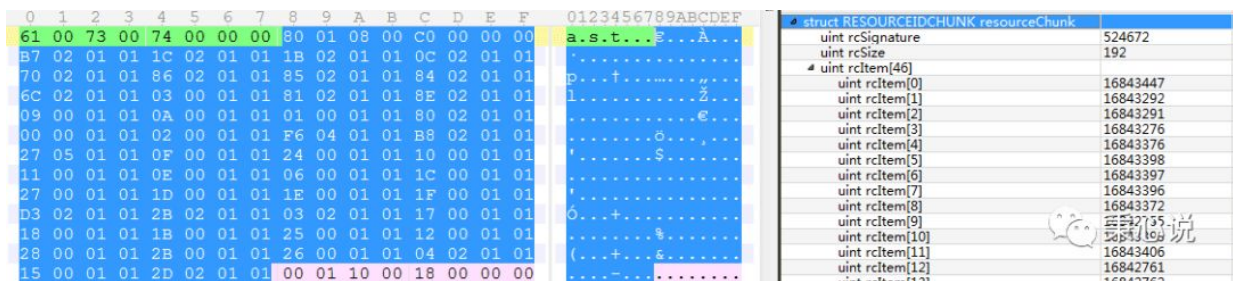 0 1 2 3 4 5 6 7 8 9 A B C D E F 0123456789ABCDEF
61 00 73 00 74 00 00 00 80 01 08 00 C0 00 00 00 a.s.t...€...À...
B7 02 01 01 1C 02 01 01 1B 02 01 01 0C 02 01 01 ·...............
70 02 01 01 86 02 01 01 85 02 01 01 84 02 01 01 p...†...…...„...
6C 02 01 01 03 00 01 01 81 02 01 01 8E 02 01 01 l...........Ž...
09 00 01 01 0A 00 01 01 01 00 01 01 80 02 01 01 ............€...
00 00 01 01 02 00 01 01 F6 04 01 01 B8 02 01 01 ........ö...¸...
27 05 01 01 0F 00 01 01 24 00 01 01 10 00 01 01 '.......$.......
11 00 01 01 0E 00 01 01 06 00 01 01 1C 00 01 01 ................
27 00 01 01 1D 00 01 01 1E 00 01 01 1F 00 01 01 '...............
D3 02 01 01 2B 02 01 01 03 02 01 01 17 00 01 01 Ó...+...........
18 00 01 01 1B 00 01 01 25 00 01 01 12 00 01 01 ........%.......
28 00 01 01 2B 00 01 01 26 00 01 01 04 02 01 01 (...+...&.......
15 00 01 01 2D 02 01 01 00 01 10 00 18 00 00 00 ....-...........
struct RESOURCEIDCHUNK resourceChunk
uint rcSignature 524672
uint rcSize 192
uint rcItem[46]
uint rcItem[0] 16843447
uint rcItem[1] 16843292
uint rcItem[2] 16843291
uint rcItem[3] 16843276
uint rcItem[4] 16843376
uint rcItem[5] 16843398
uint rcItem[6] 16843397
uint rcItem[7] 16843396
uint rcItem[8] 16843372
uint rcItem[9]
uint rcItem[10]
uint rcItem[11] 16843406
uint rcItem[12] 16842761